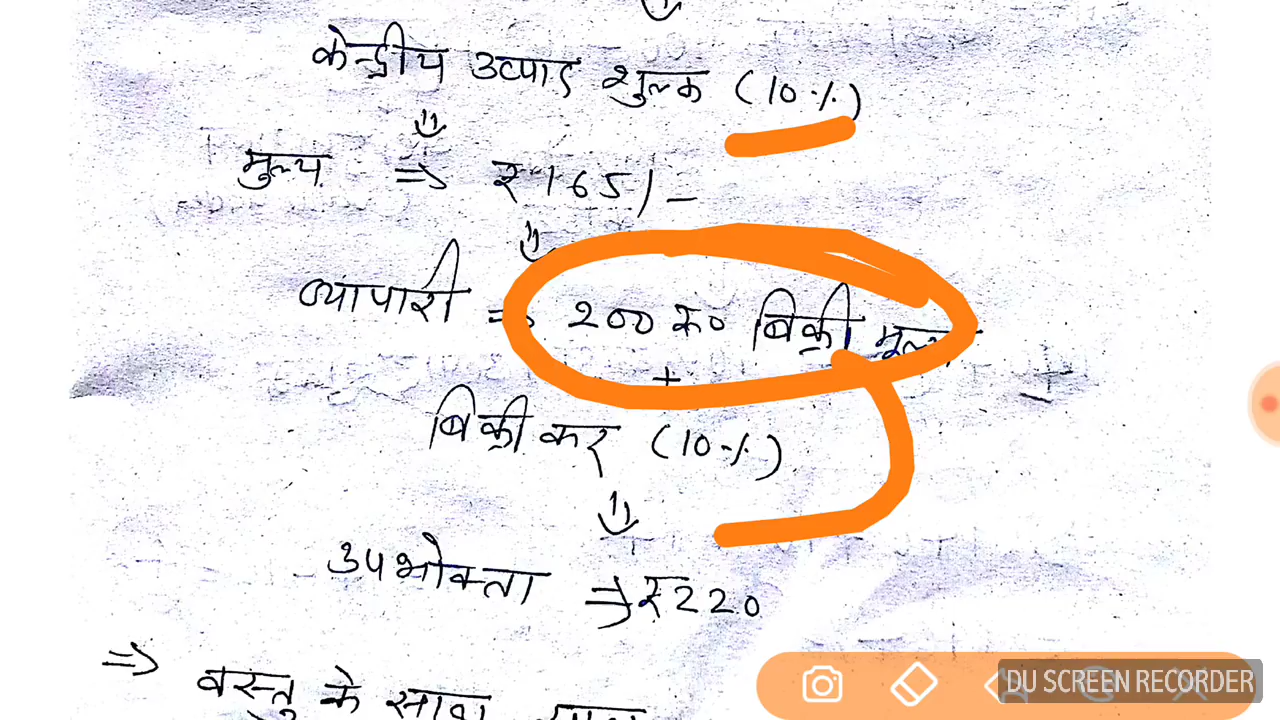 केन्द्रीय उत्पाद शुल्क (10%)
मुल्य => ₹165/-
व्यापारी => 200 रू० बिक्री मूल्य
+
बिक्री कर (10%)
उपभोक्ता => ₹220
=> वस्तु के साथ
DU SCREEN RECORDER